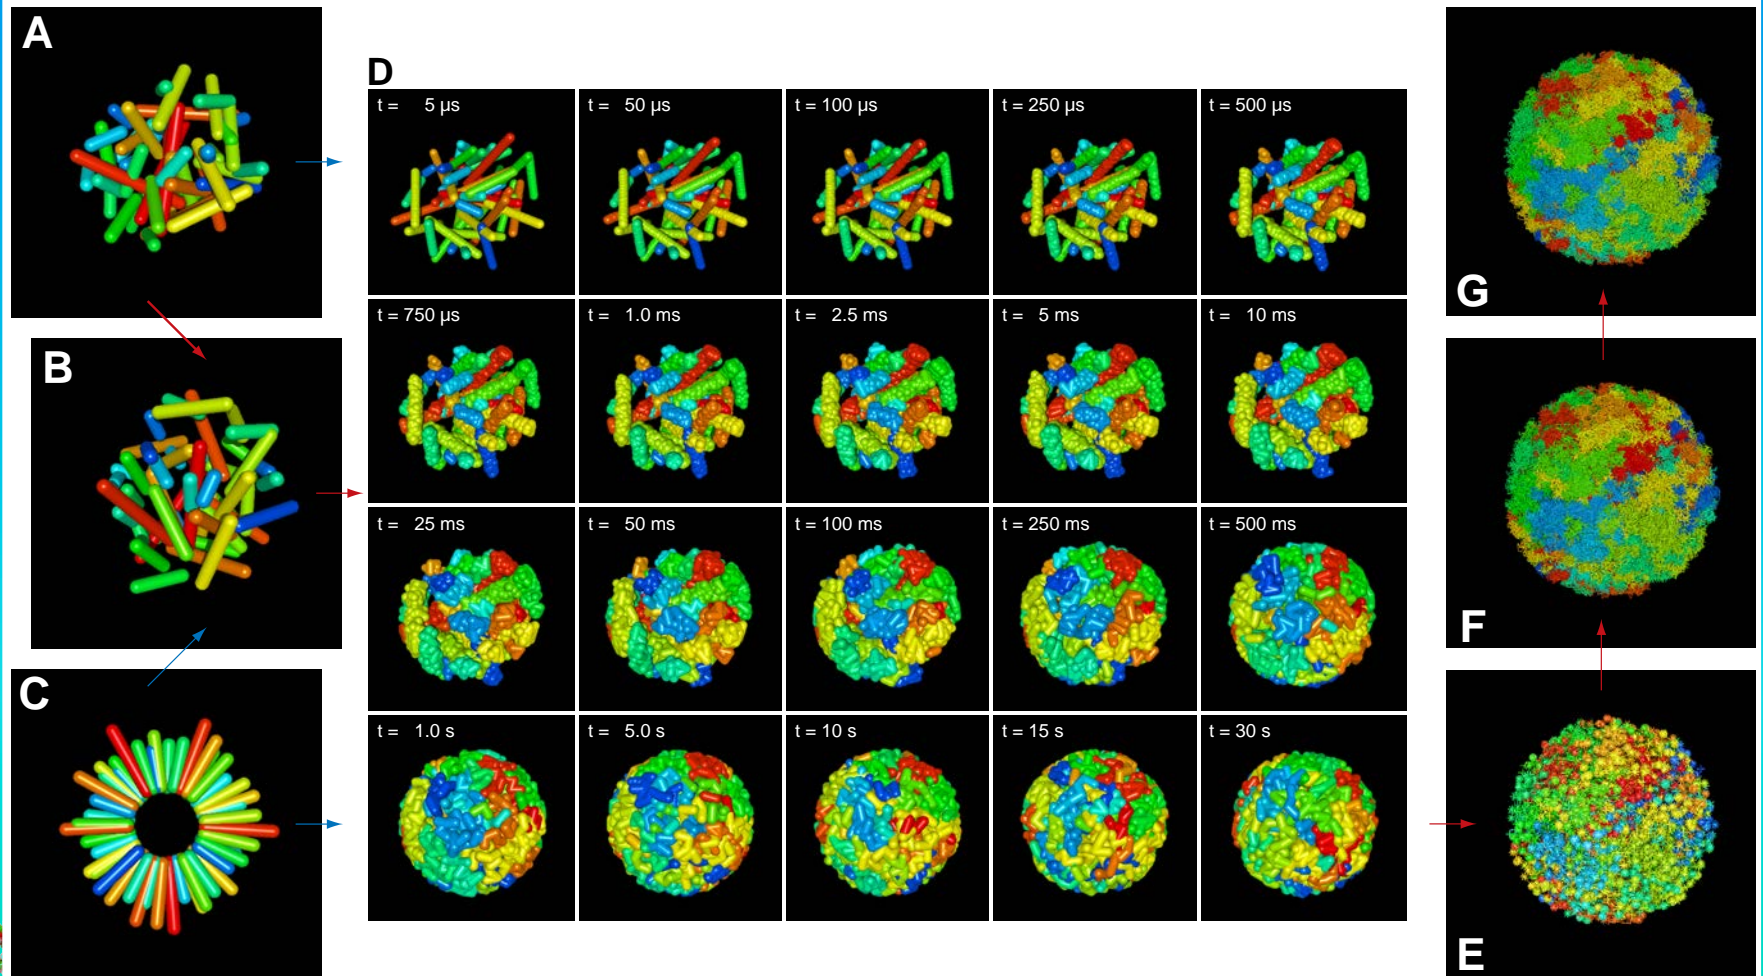 A
D
t = 5 µs
t = 50 µs
t = 100 µs
t = 250 µs
t = 500 µs
t = 750 µs
t = 1.0 ms
t = 2.5 ms
t = 5 ms
t = 10 ms
B
t = 25 ms
t = 50 ms
t = 100 ms
t = 250 ms
t = 500 ms
C
t = 1.0 s
t = 5.0 s
t = 10 s
t = 15 s
t = 30 s
G
F
E